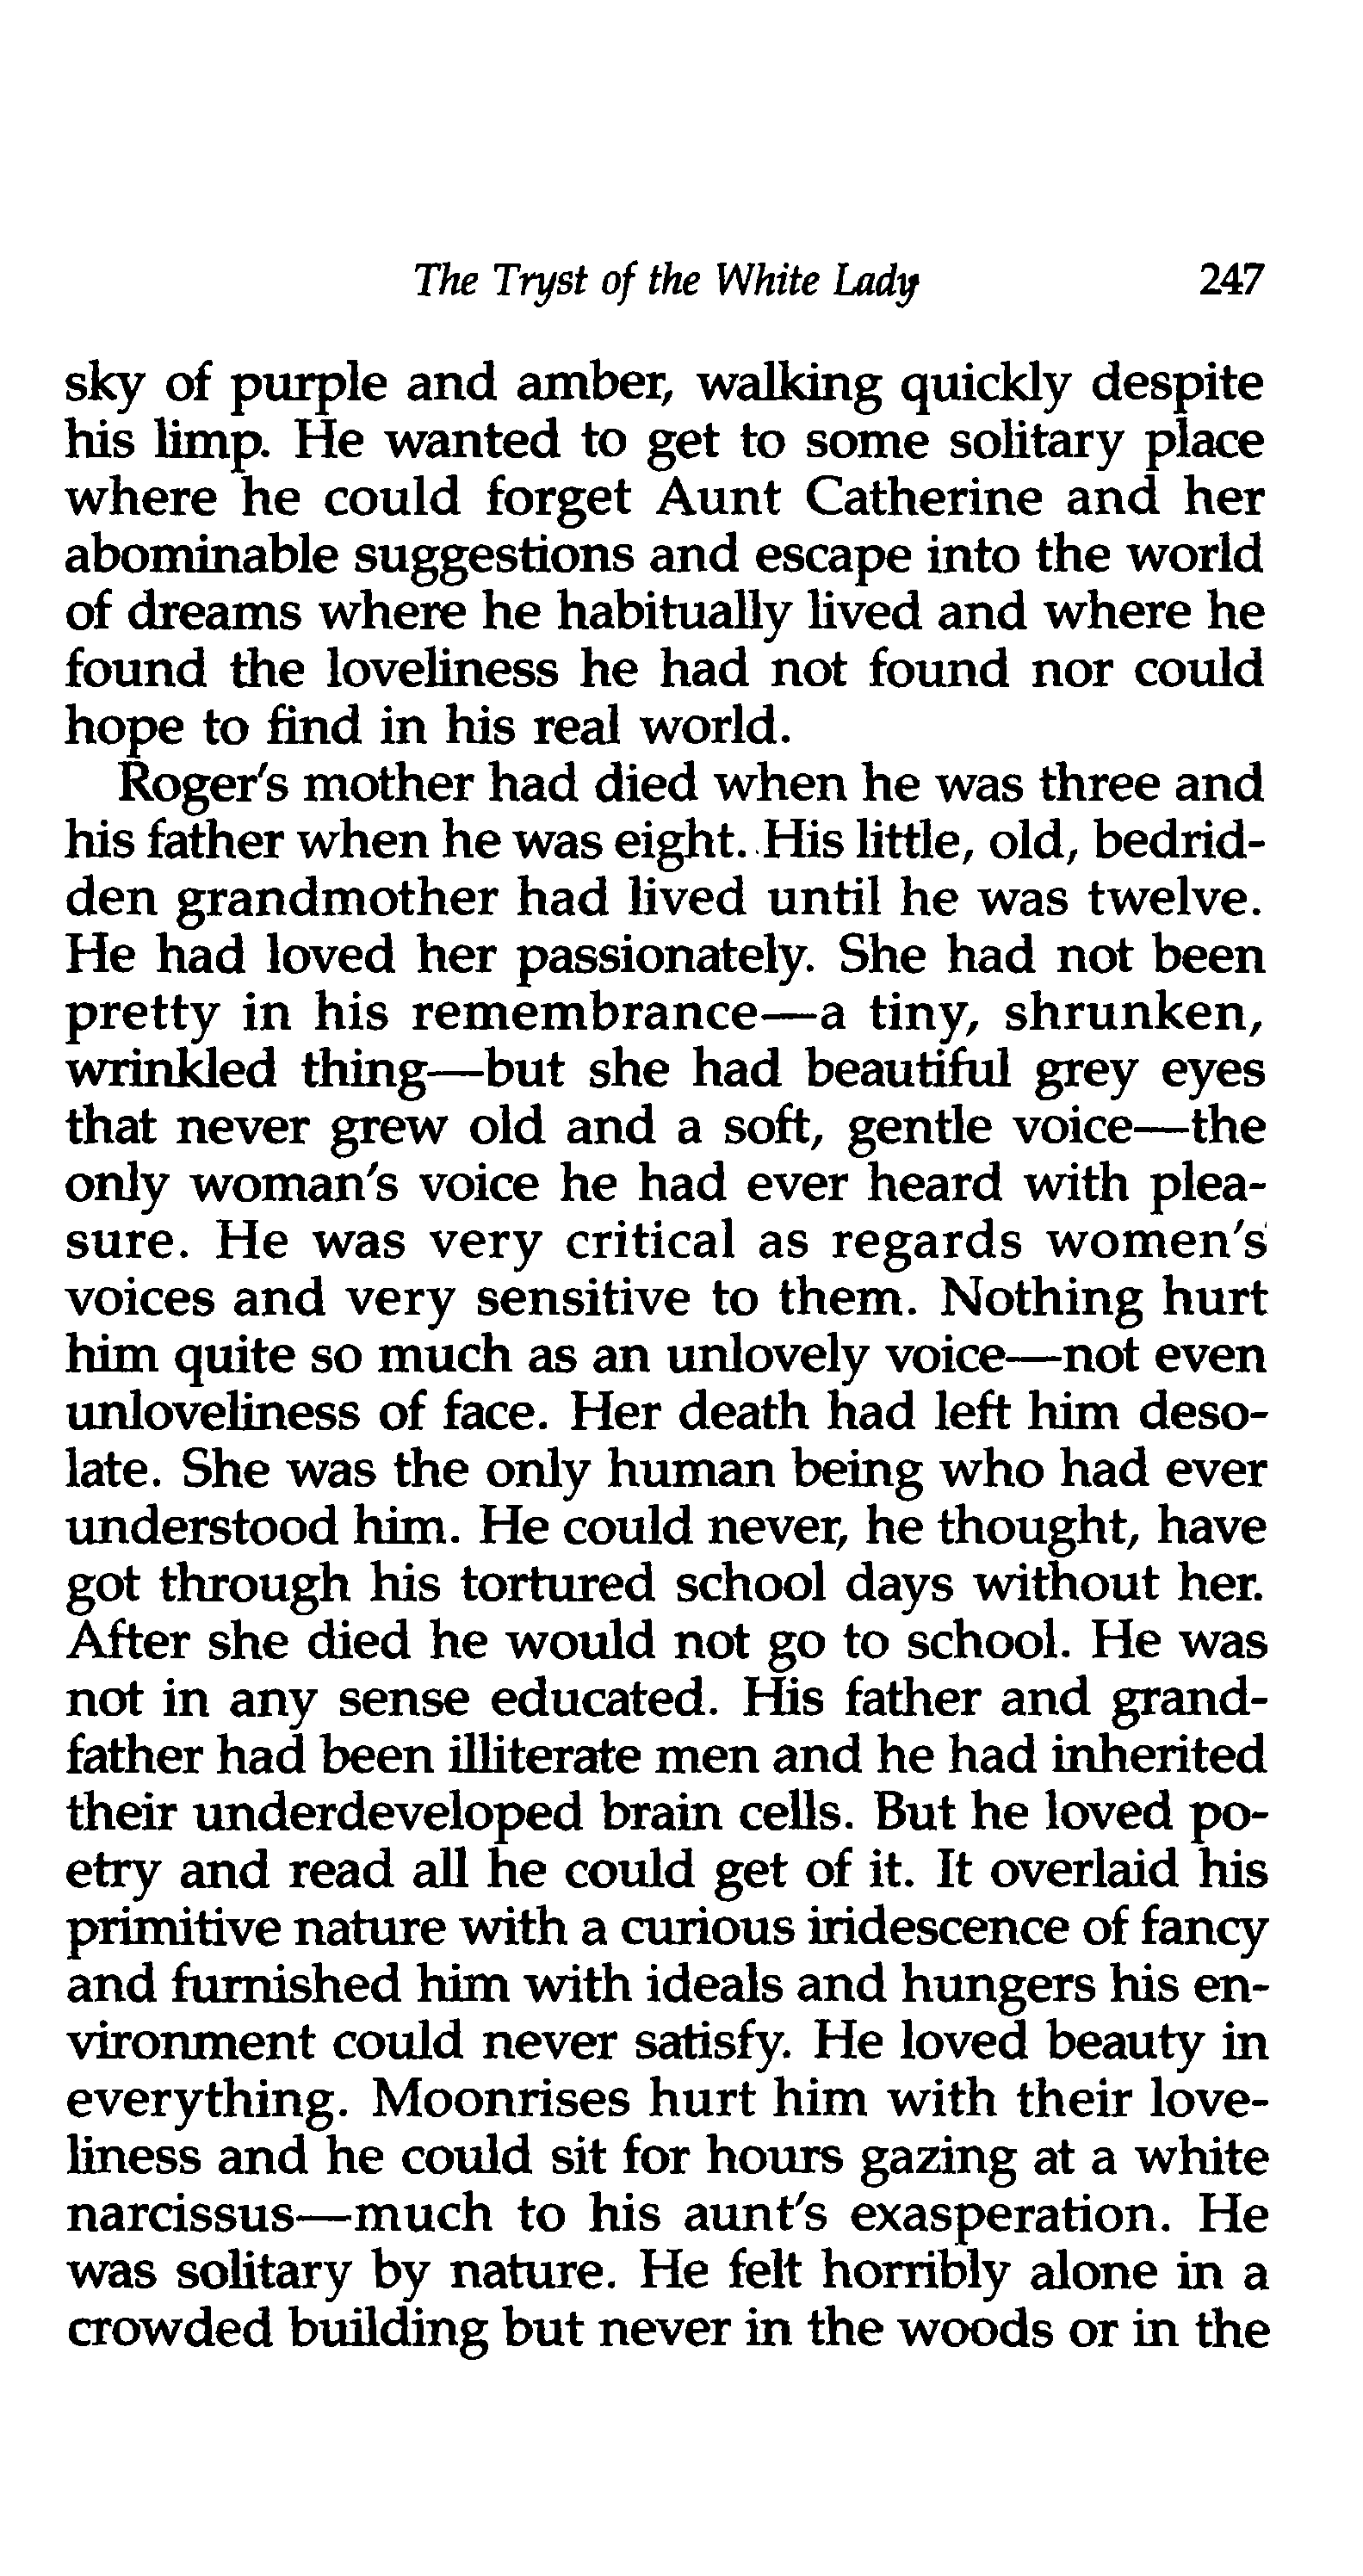 The Tryst of the White Lady 247
sky of purple and amber, walking quickly despite
his limp. He wanted to get to some solitary place
where he could forget Aunt Catherine and her
abominable suggestions and escape into the world
of dreams where he habitually lived and where he
found the loveliness he had not found nor could
hope to find in his real world.
Roger's mother had died when he was three and
his father when he was eight. His little, old, bedrid-
den grandmother had lived until he was twelve.
He had loved her passionately. She had not been
pretty in his remembrance—a tiny, shrunken,
wrinkled thing—but she had beautiful grey eyes
that never grew old and a soft, gentle voice—the
only woman's voice he had ever heard with plea-
sure. He was very critical as regards women's
voices and very sensitive to them. Nothing hurt
him quite so much as an unlovely voice—not even
unloveliness of face. Her death had left him deso-
late. She was the only human being who had ever
understood him. He could never, he thought, have
got through his tortured school days without her.
After she died he would not go to school. He was
not in any sense educated. His father and grand-
father had been illiterate men and he had inherited
their underdeveloped brain cells. But he loved po-
etry and read all he could get of it. It overlaid his
primitive nature with a curious iridescence of fancy
and furnished him with ideals and hungers his en-
vironment could never satisfy. He loved beauty in
everything. Moonrises hurt him with their love-
liness and he could sit for hours gazing at a white
narcissus—much to his aunt's exasperation. He
was solitary by nature. He felt horribly alone in a
crowded building but never in the woods or in the